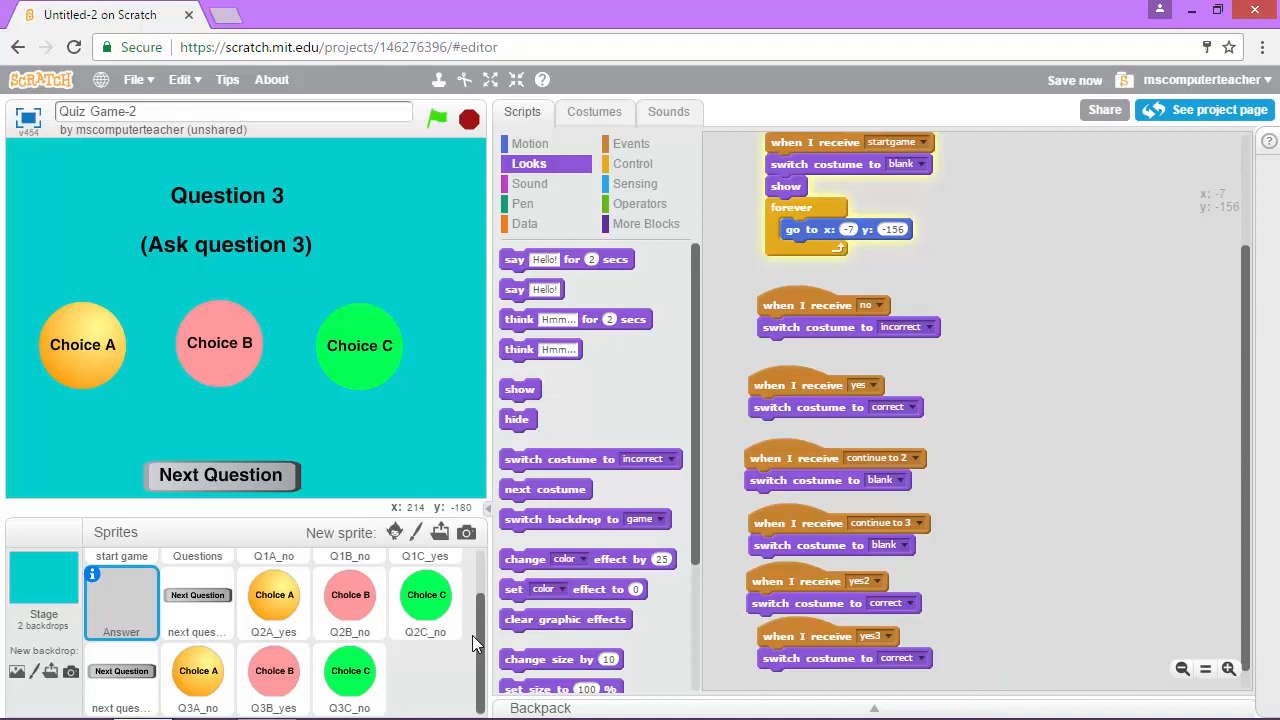 Untitled-2 on Scratch
Secure https://scratch.mit.edu/projects/146276396/#editor
SCRATCH File Edit Tips About Save now mscomputerteacher
Quiz Game-2
by mscomputerteacher (unshared)
v454
Scripts Costumes Sounds
Share See project page
Question 3
(Ask question 3)
Choice A Choice B Choice C
Next Question
x: 214 y: -180
Motion Events
Looks Control
Sound Sensing
Pen Operators
Data More Blocks
say Hello! for 2 secs
say Hello!
think Hmm... for 2 secs
think Hmm...
show
hide
switch costume to incorrect
next costume
switch backdrop to game
change color effect by 25
set color effect to 0
clear graphic effects
change size by 10
set size to 100 %
when I receive startgame
switch costume to blank
show
forever
go to x: -7 y: -156
when I receive no
switch costume to incorrect
when I receive yes
switch costume to correct
when I receive continue to 2
switch costume to blank
when I receive continue to 3
switch costume to blank
when I receive yes2
switch costume to correct
when I receive yes3
switch costume to correct
x: -7
y: -156
Sprites New sprite:
Stage
2 backdrops
New backdrop:
start game Questions Q1A_no Q1B_no Q1C_yes
Next Question Choice A Choice B Choice C
Answer next ques... Q2A_yes Q2B_no Q2C_no
Next Question Choice A Choice B Choice C
next ques... Q3A_no Q3B_yes Q3C_no
Backpack